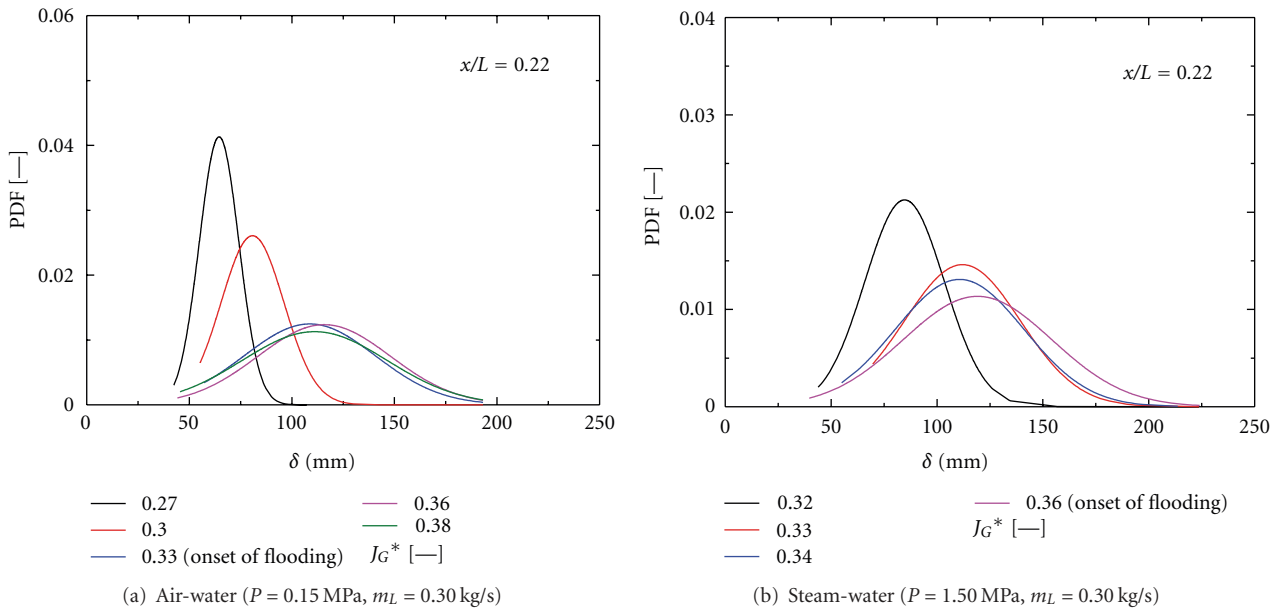 0.06
0.04
0.02
0
PDF [—]
x/L = 0.22
0 50 100 150 200 250
δ (mm)
0.27
0.3
0.33 (onset of flooding)
0.36
0.38
J_G* [—]
(a) Air-water (P = 0.15 MPa, m_L = 0.30 kg/s)
0.04
0.03
0.02
0.01
0
PDF [—]
x/L = 0.22
0 50 100 150 200 250
δ (mm)
0.32
0.33
0.34
0.36 (onset of flooding)
J_G* [—]
(b) Steam-water (P = 1.50 MPa, m_L = 0.30 kg/s)